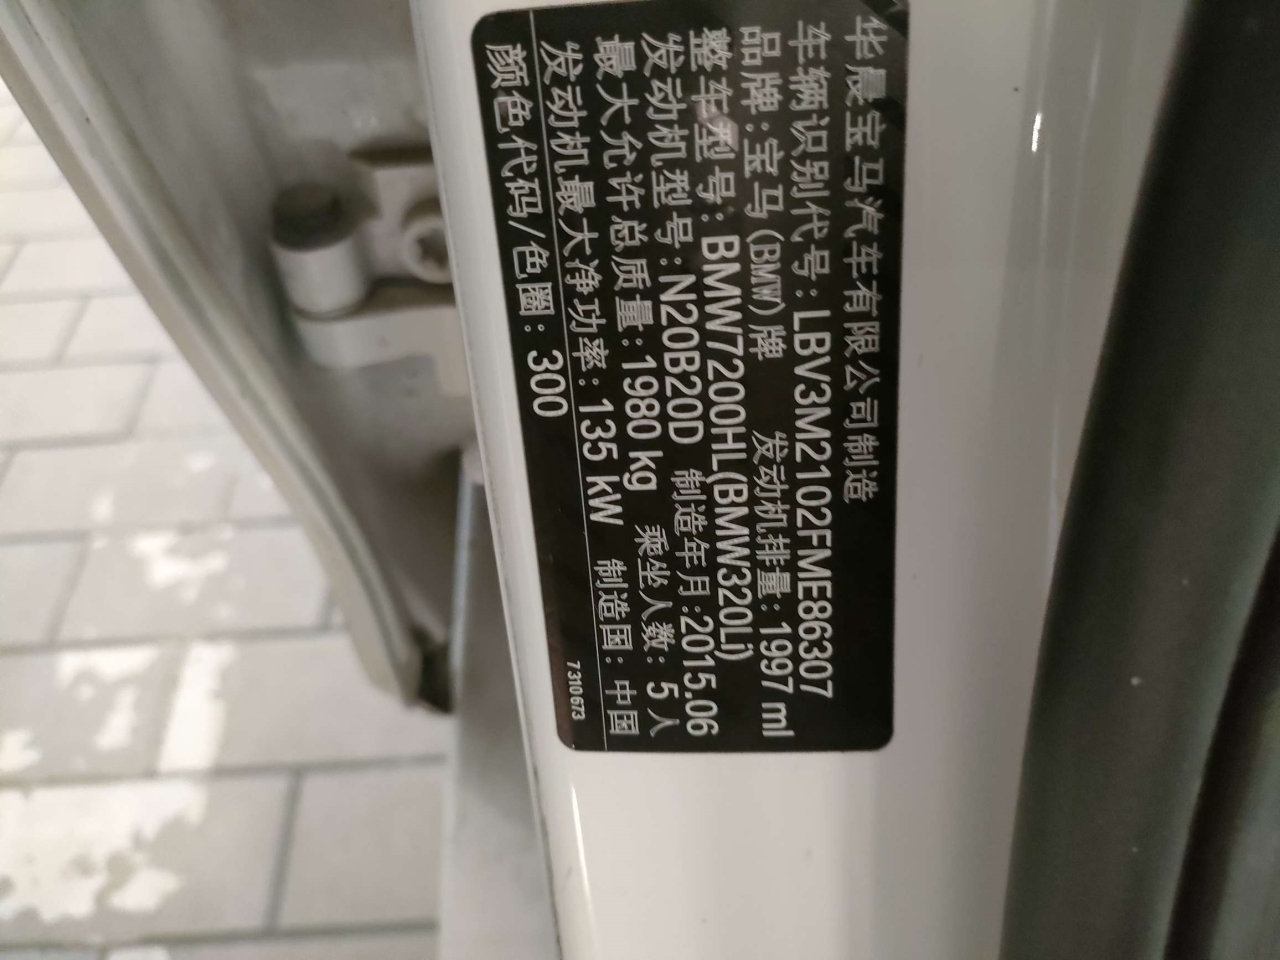 华晨宝马汽车有限公司制造
车辆识别代号:LBV3M2102FME86307
品牌:宝马(BMW)牌 发动机排量:1997 ml
整车型号:BMW7200HL(BMW320Li)
发动机型号:N20B20D 制造年月:2015.06
最大允许总质量:1980 kg 乘坐人数:5人
发动机最大净功率:135 kW 制造国:中国
颜色代码/色圈:300
7310673